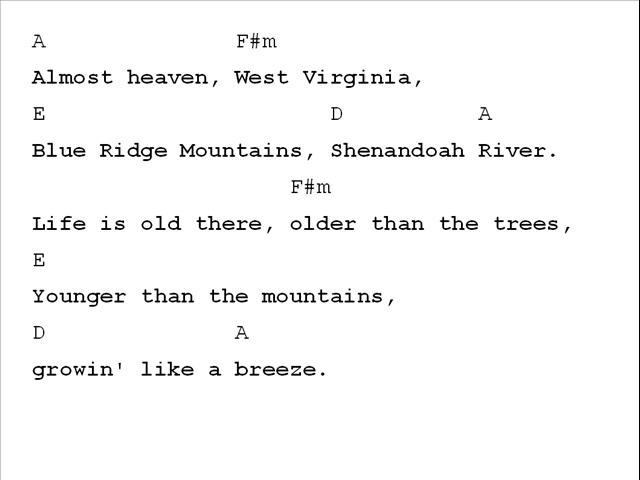 A F#m
Almost heaven, West Virginia,
E D A
Blue Ridge Mountains, Shenandoah River.
F#m
Life is old there, older than the trees,
E
Younger than the mountains,
D A
growin' like a breeze.